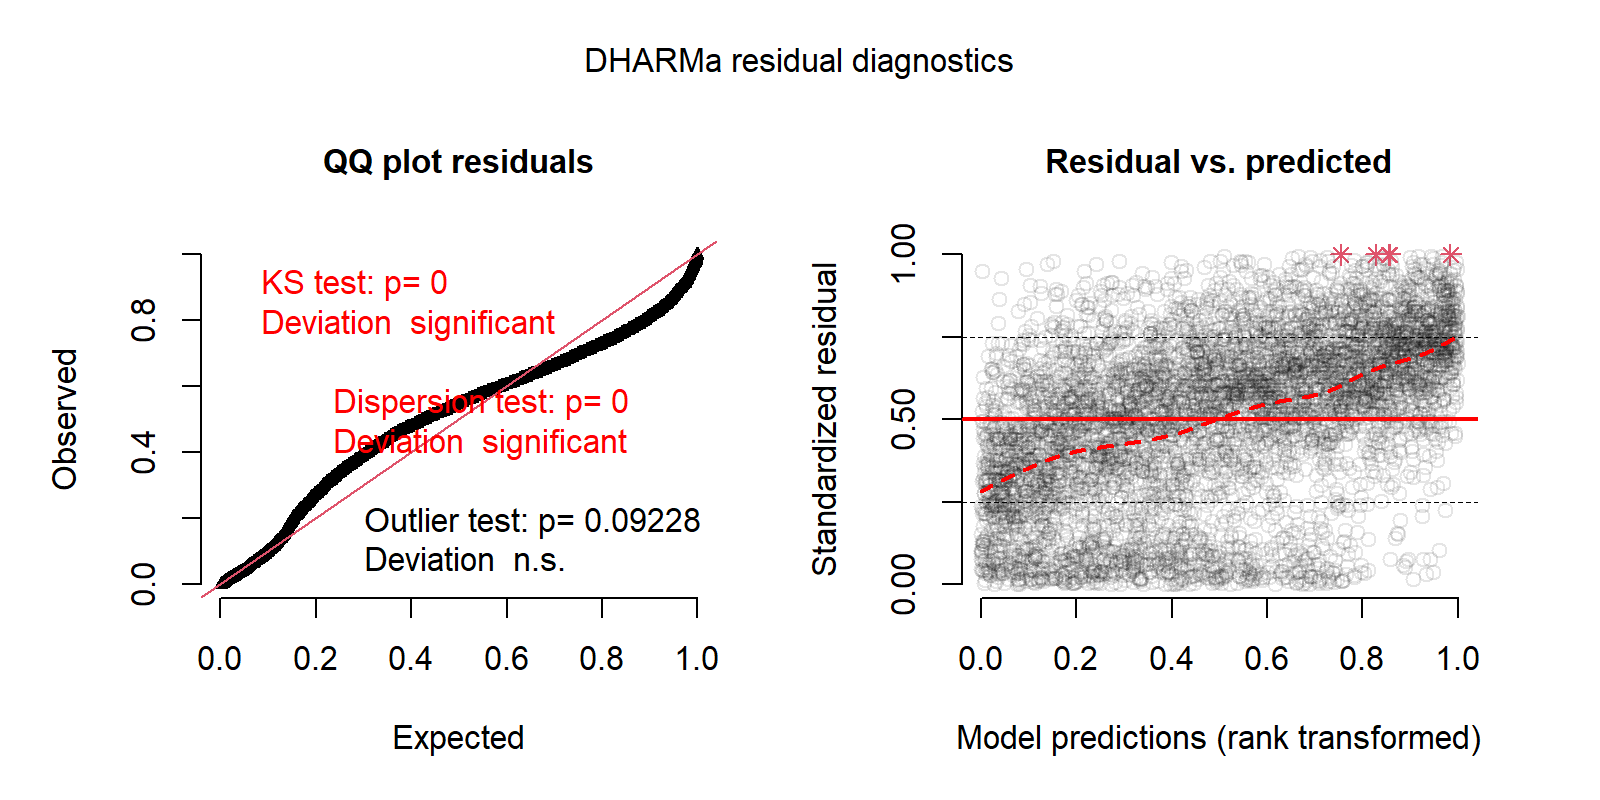 DHARMa residual diagnostics
QQ plot residuals
KS test: p= 0
Deviation  significant
Dispersion test: p= 0
Deviation  significant
Outlier test: p= 0.09228
Deviation  n.s.
Observed
0.0 0.4 0.8
0.0 0.2 0.4 0.6 0.8 1.0
Expected
Residual vs. predicted
Standardized residual
0.00 0.50 1.00
0.0 0.2 0.4 0.6 0.8 1.0
Model predictions (rank transformed)